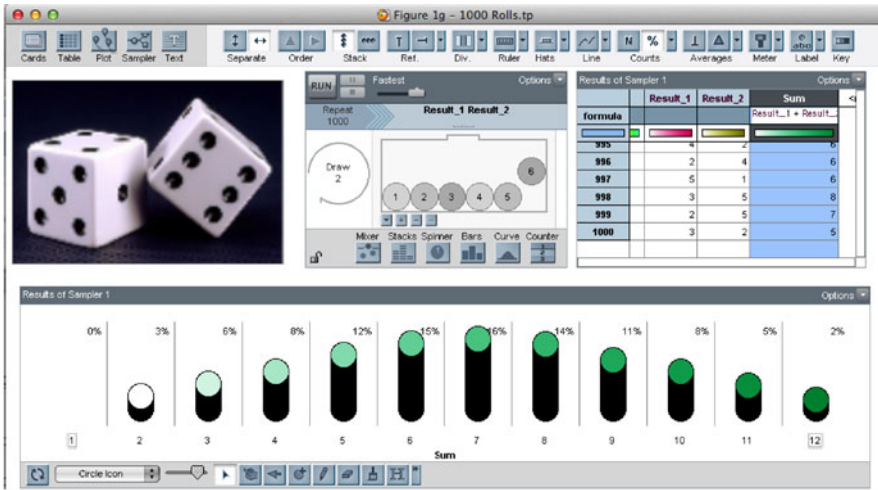 Figure 1g – 1000 Rolls.tp
Cards Table Plot Sampler Text Separate Order Stack Ref. Div. Ruler Hats Line Counts Averages Meter Label Key
N % abo
RUN Fastest Options
Repeat 1000 Result_1 Result_2
Draw 2
1 2 3 4 5 6
Mixer Stacks Spinner Bars Curve Counter
Results of Sampler 1 Options
Result_1 Result_2 Sum
formula Result_1 + Result_
995 4 2 6
996 2 4 6
997 5 1 6
998 3 5 8
999 2 5 7
1000 3 2 5
Results of Sampler 1 Options
0% 3% 6% 8% 12% 15% 16% 14% 11% 8% 5% 2%
1 2 3 4 5 6 7 8 9 10 11 12
Sum
Circle Icon